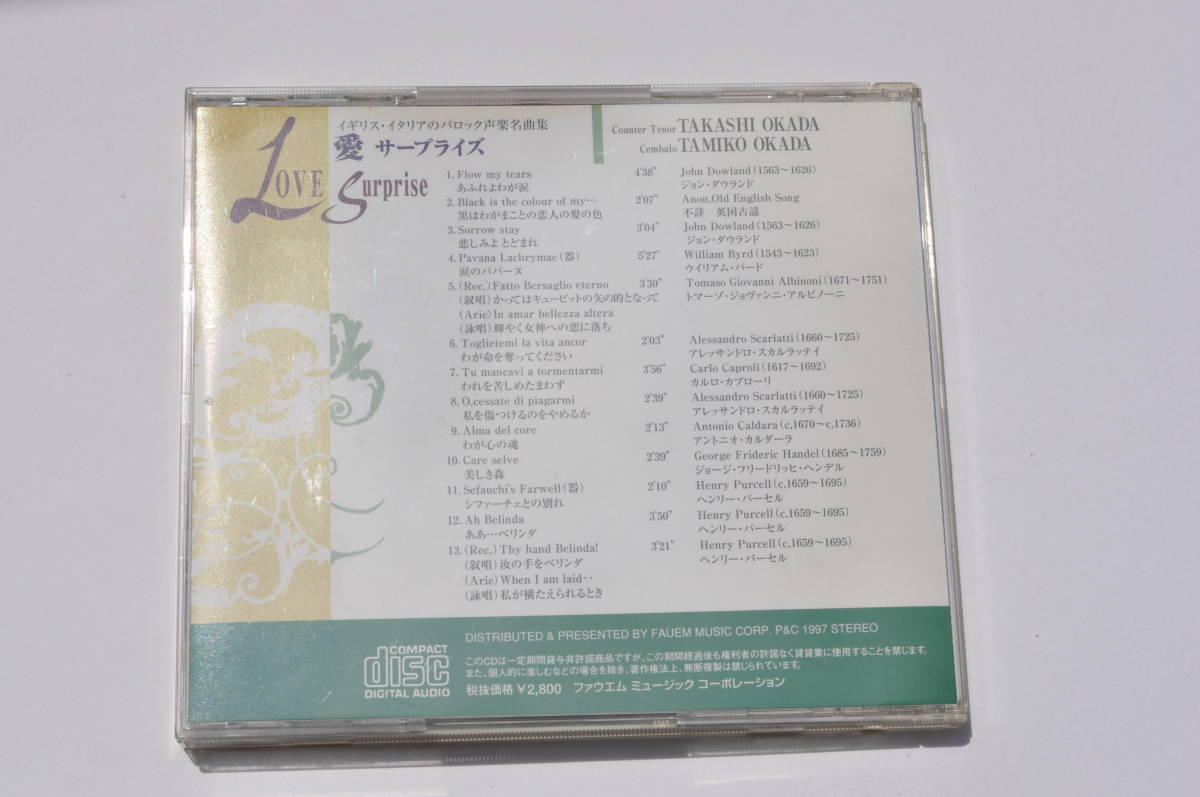 イギリス・イタリアのバロック声楽名曲集
愛 サープライズ
LOVE Surprise
Counter Tenor TAKASHI OKADA
Cembalo TAMIKO OKADA
1. Flow my tears 4'38" John Dowland (1563～1626)
あふれよわが涙 ジョン・ダウランド
2. Black is the colour of my… 2'07" Anon, Old English Song
黒はわがまことの恋人の髪の色 不詳 英国古謡
3. Sorrow stay 3'04" John Dowland (1563～1626)
悲しみよ とどまれ ジョン・ダウランド
4. Pavana Lachrymae (器) 5'27" William Byrd (1543～1623)
涙のパバーヌ ウイリアム・バード
5. (Rec.) Fatto Bersaglio eterno 3'30" Tomaso Giovanni Albinoni (1671～1751)
(叙唱) かつてはキューピットの矢の的となって トマーゾ・ジョヴァンニ・アルビノーニ
(Arie) In amar bellezza altera
(詠唱) 輝やく女神への恋に落ち
6. Toglietemi la vita ancor 2'03" Alessandro Scarlatti (1660～1725)
わが命を奪ってください アレッサンドロ・スカルラッテイ
7. Tu mancavi a tormentarmi 3'56" Carlo Caproli (1617～1692)
われを苦しめたまわず カルロ・カプローリ
8. O, cessate di piagarmi 2'39" Alessandro Scarlatti (1660～1725)
私を傷つけるのをやめるか アレッサンドロ・スカルラッテイ
9. Alma del core 2'13" Antonio Caldara (c,1670～c,1736)
わが心の魂 アントニオ・カルダーラ
10. Care selve 2'39" George Frideric Handel (1685～1759)
美しき森 ジョージ・フリードリッヒ・ヘンデル
11. Sefauchi's Farwell (器) 2'10" Henry Purcell (c,1659～1695)
シファーチェとの別れ ヘンリー・パーセル
12. Ah Belinda 3'50" Henry Purcell (c,1659～1695)
ああ…ベリンダ ヘンリー・パーセル
13. (Rec.) Thy hand Belinda! 3'21" Henry Purcell (c,1659～1695)
(叙唱) 汝の手をベリンダ ヘンリー・パーセル
(Arie) When I am laid‥
(詠唱) 私が横たえられるとき
DISTRIBUTED & PRESENTED BY FAUEM MUSIC CORP. P&C 1997 STEREO
COMPACT disc DIGITAL AUDIO
このCDは一定期間貸与非許諾商品ですが、この期間経過後も権利者の許諾なく賃貸業に使用することを禁じます。
また、個人的に楽しむなどの場合を除き、著作権法上、無断複製は禁じられています。
税抜価格 ¥2,800 ファウエム ミュージック コーポレーション